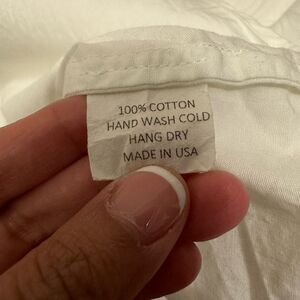 100% COTTON
HAND WASH COLD
HANG DRY
MADE IN USA